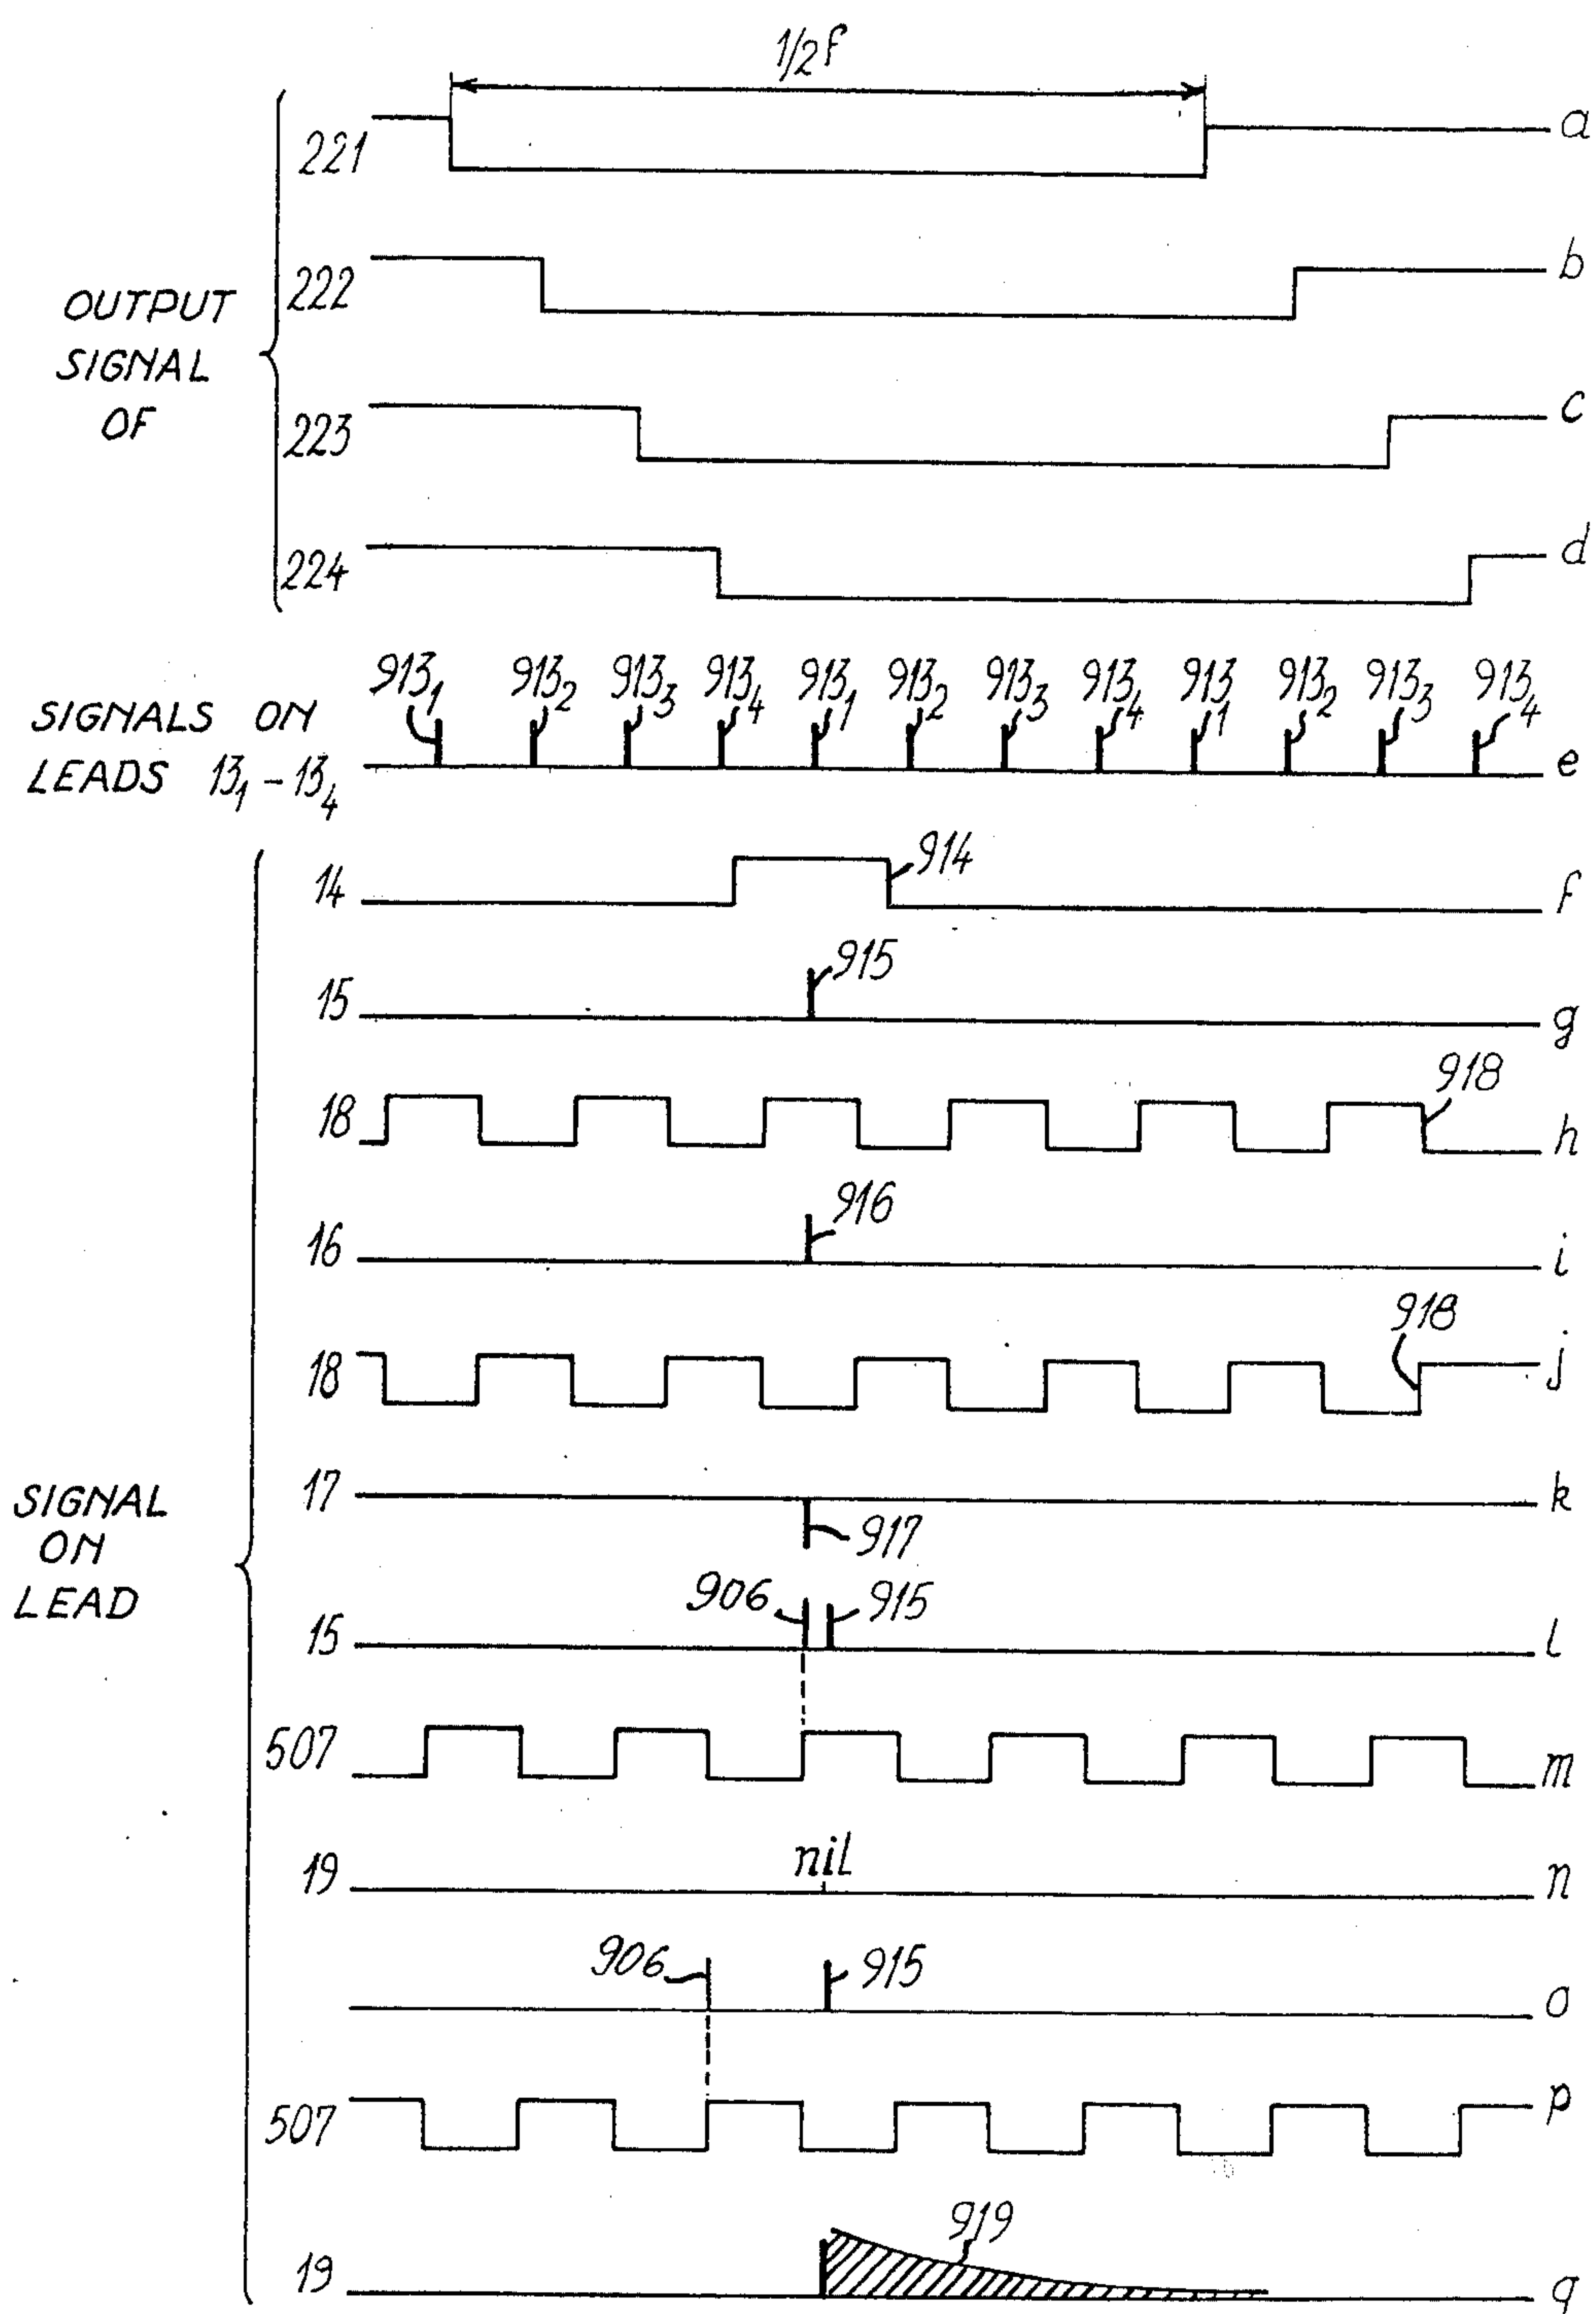 1/2f
221 a
222 b
OUTPUT
SIGNAL
OF
223 c
224 d
913₁ 913₂ 913₃ 913₄ 913₁ 913₂ 913₃ 913₄ 913₁ 913₂ 913₃ 913₄
SIGNALS ON
LEADS 13₁ - 13₄ e
914
14 f
915
15 g
918
18 h
916
16 i
918
18 j
17 k
917
SIGNAL
ON
LEAD
906 915
15 l
507 m
nil
19 n
906 915
o
507 p
919
19 q